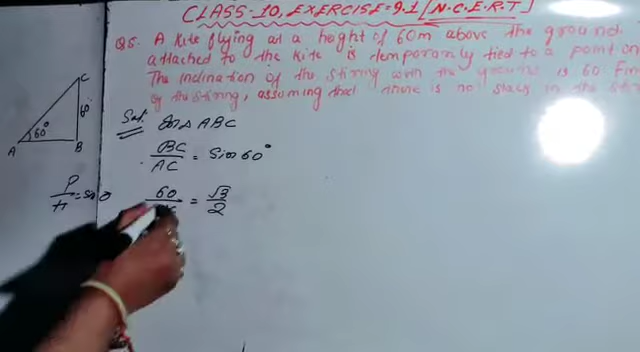 CLASS-10, EXERCISE-9.1 [N.C.E.R.T]
Q5. A kite flying at a height of 60m above the ground.
attached to the kite is temporarily tied to a point on
The inclination of the string with the ground is 60. Fin
of the string, assuming that there is no slack in the str
C
60
60°
A B
Sol. In △ ABC
BC/AC = Sin 60°
P/H = sin θ
60/ = √3/2